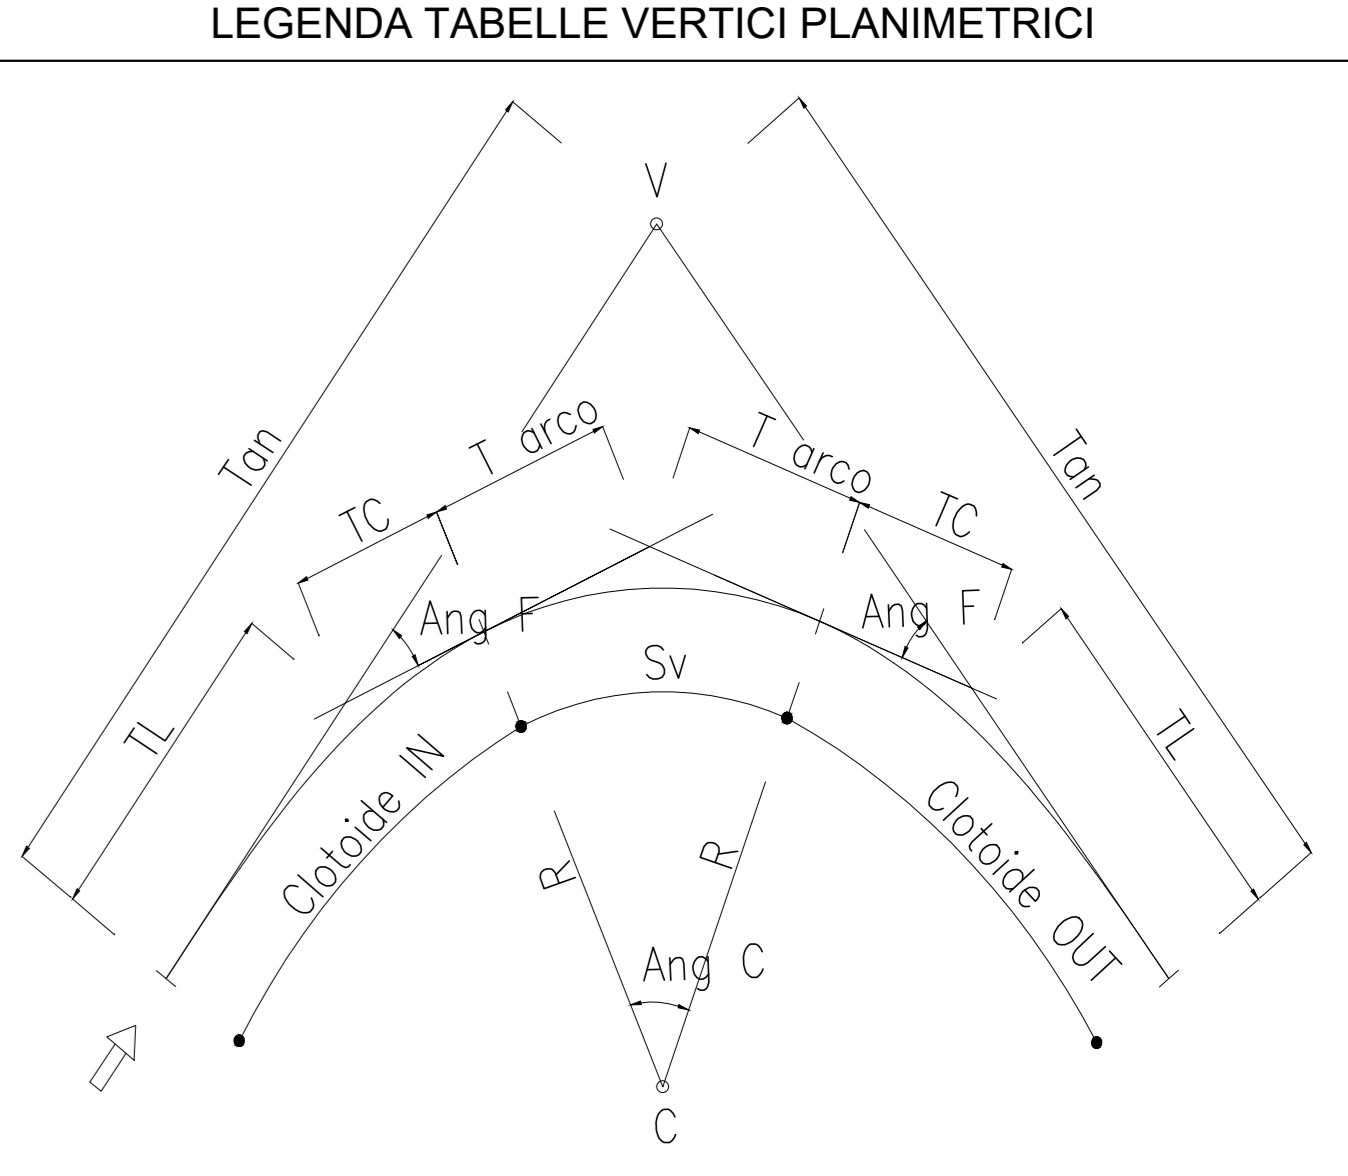 LEGENDA TABELLE VERTICI PLANIMETRICI
V
Tan
T arco
T arco
Tan
TC
TC
Ang F
Ang F
Sv
TL
TL
Clotoide IN
Clotoide OUT
R
R
Ang C
C